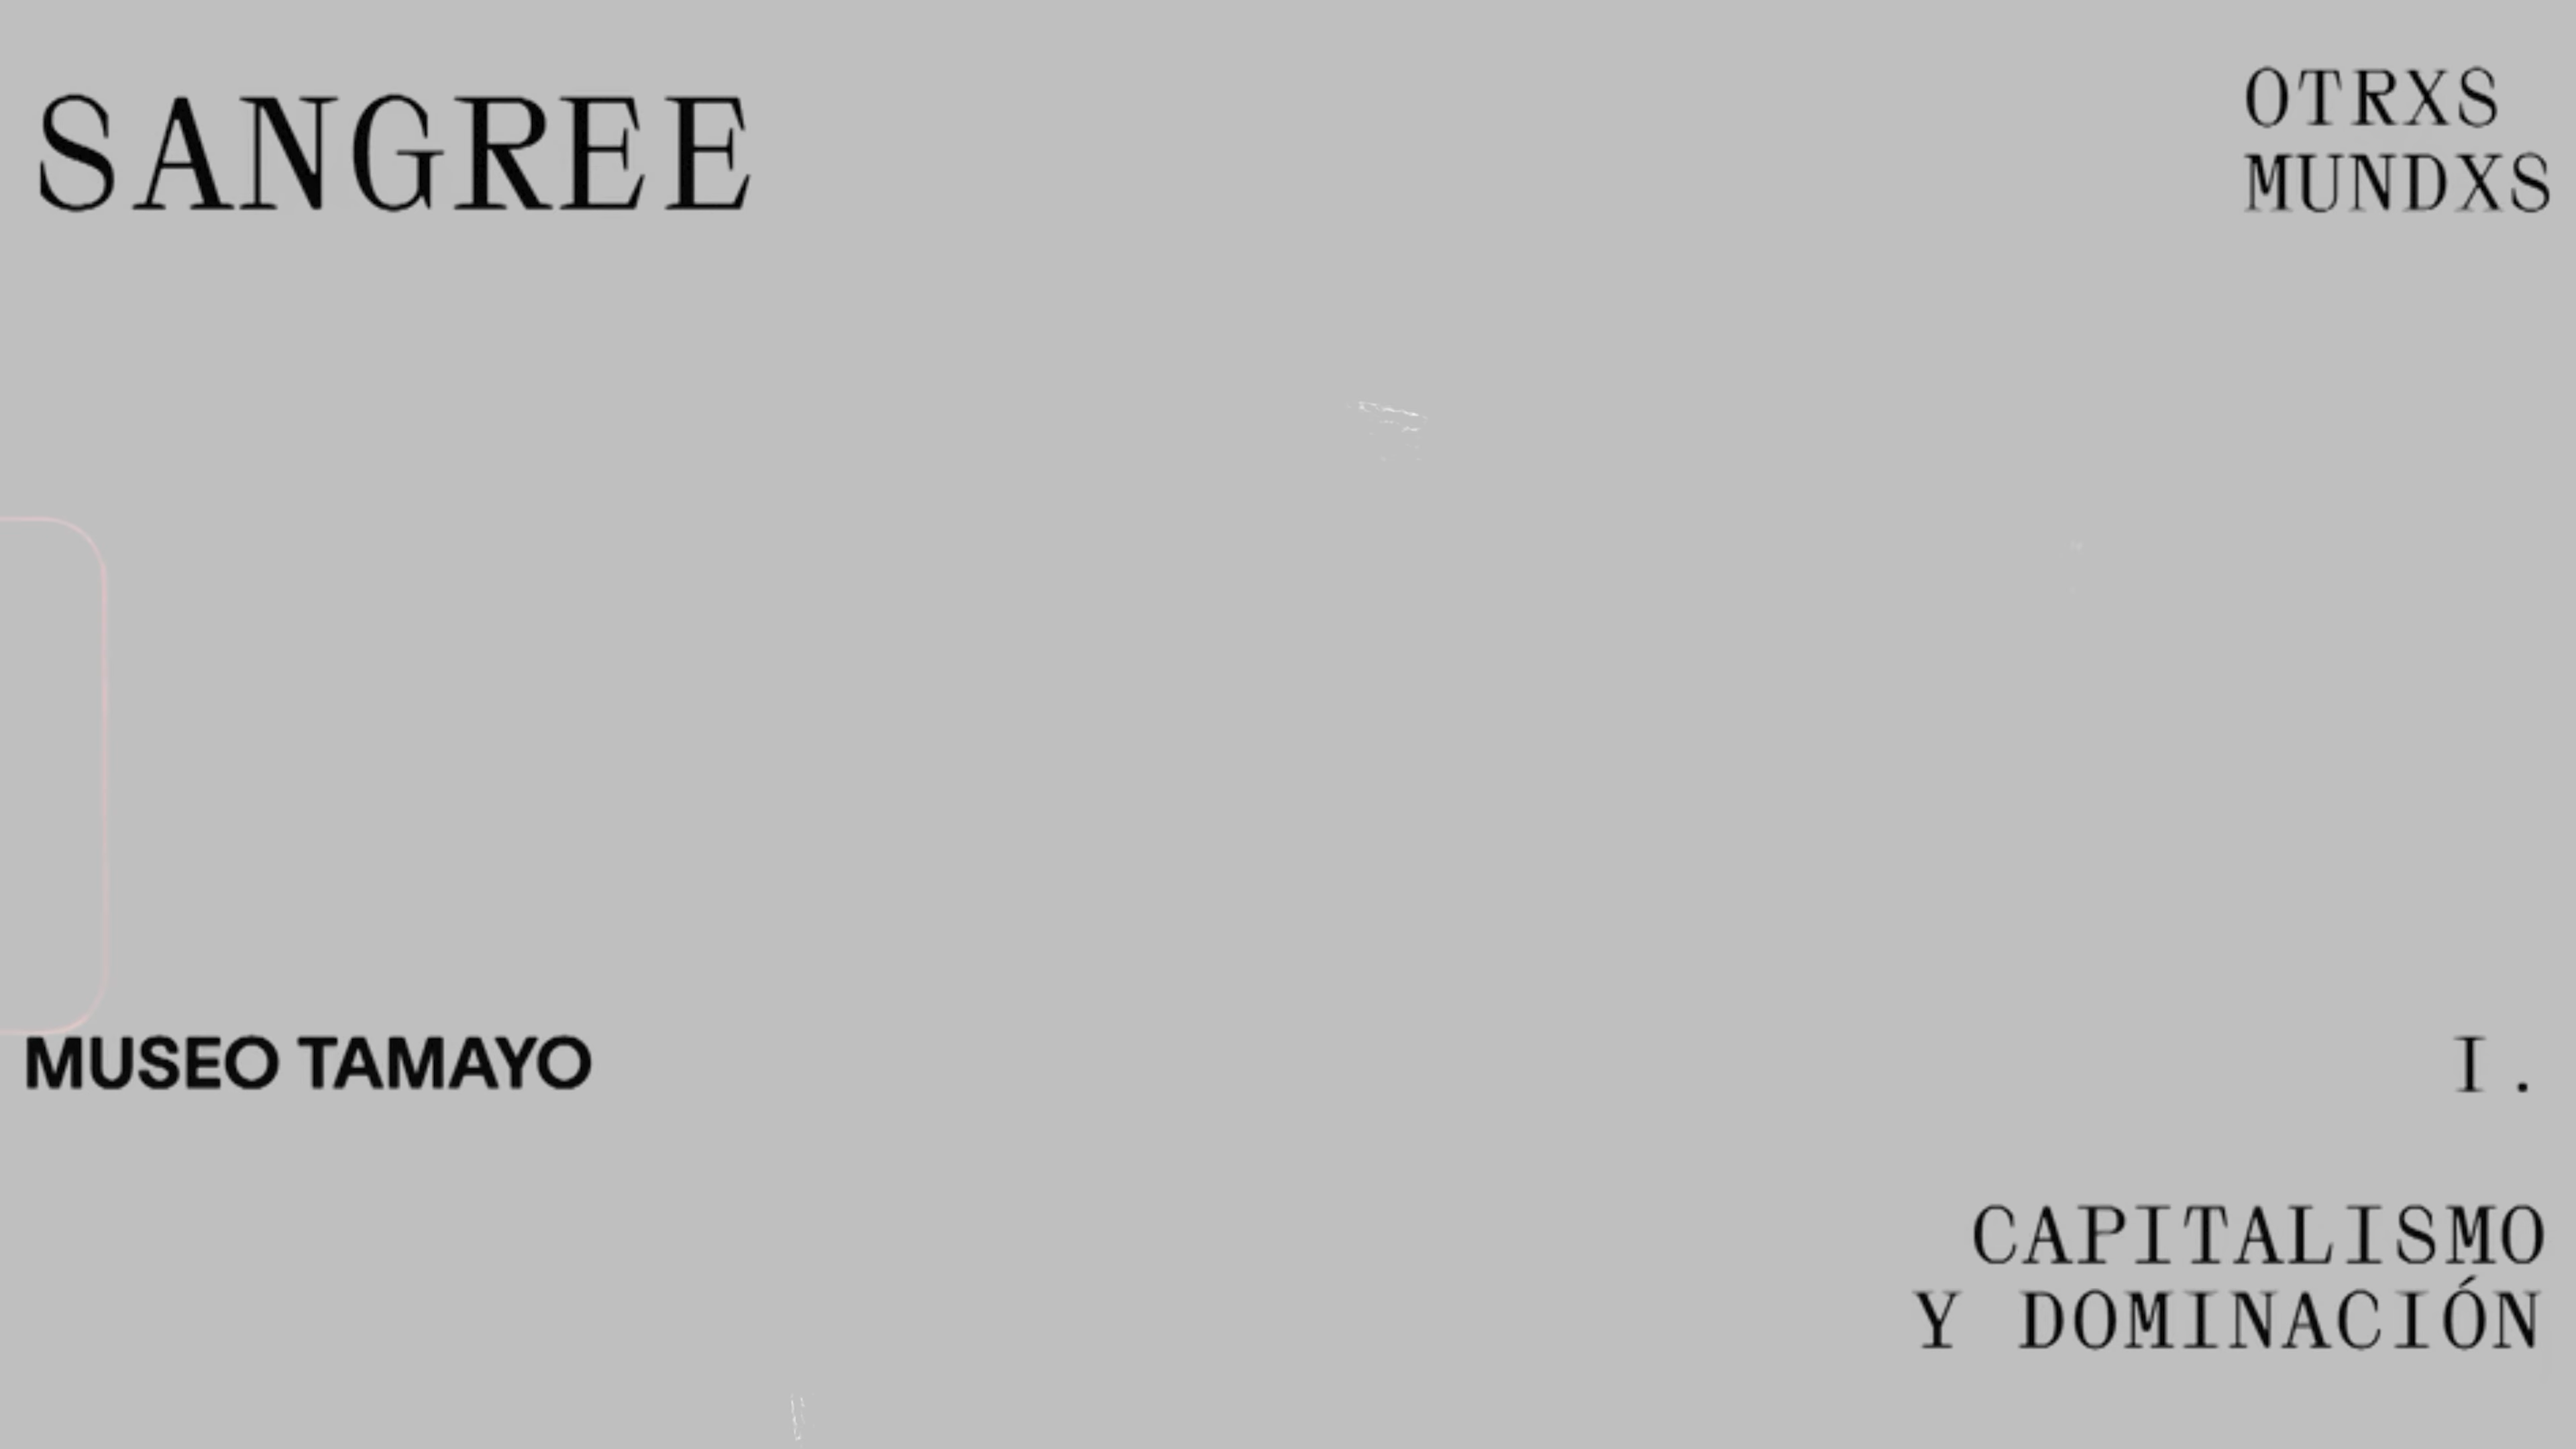 SANGREE
OTRXS
MUNDXS
MUSEO TAMAYO
I.
CAPITALISMO
Y DOMINACIÓN